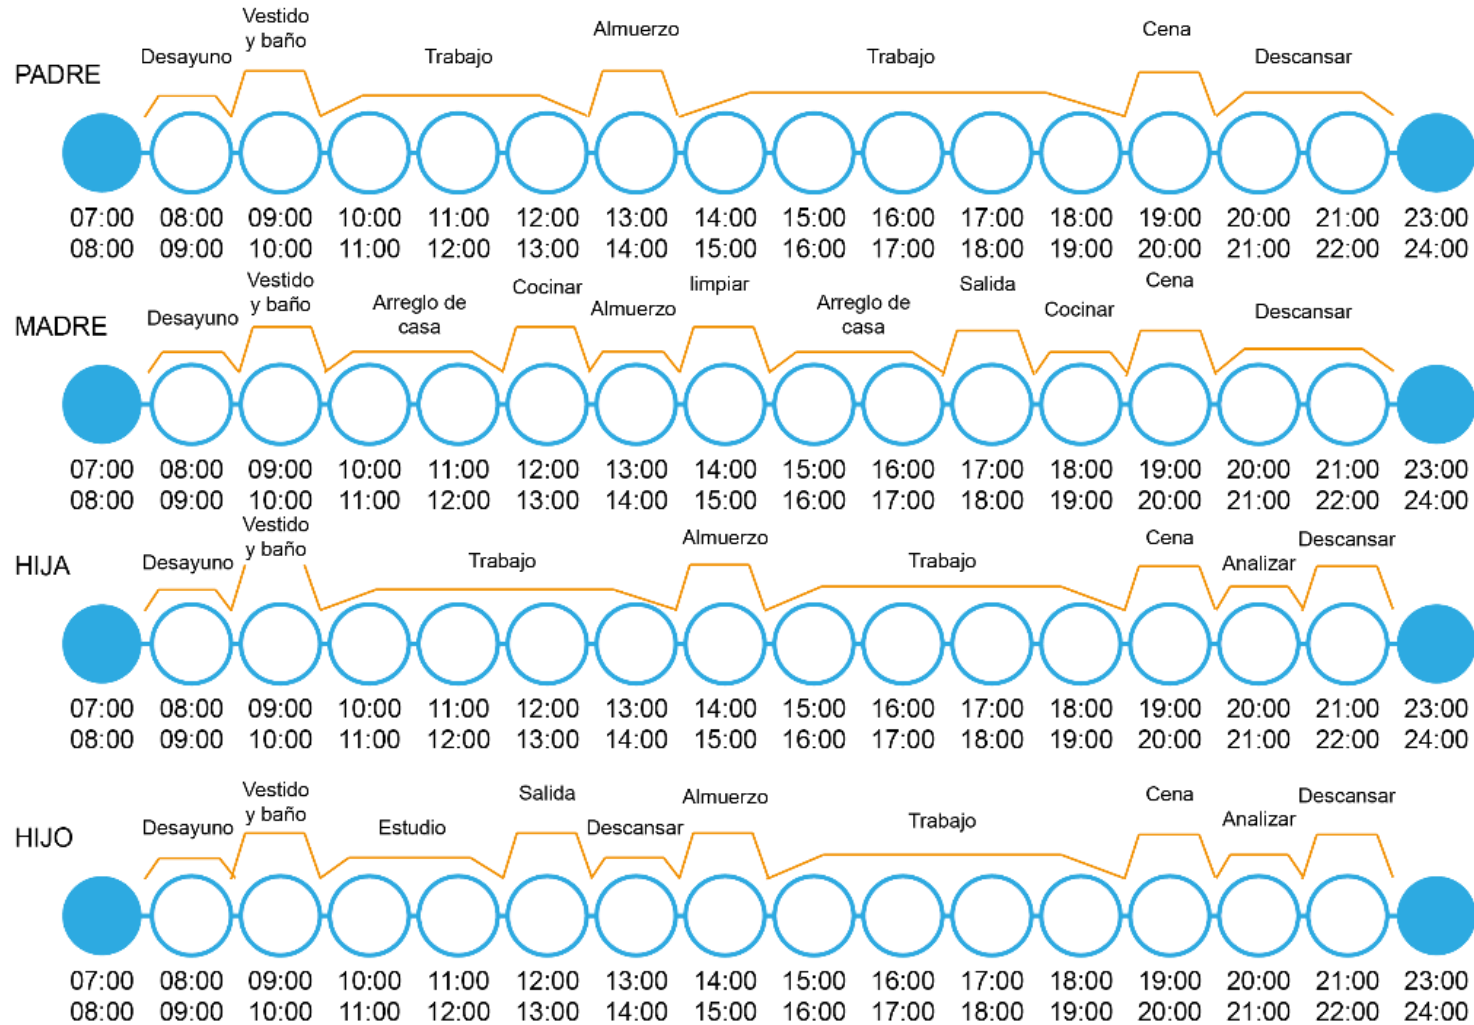 PADRE
Desayuno
Vestido
y baño
Trabajo
Almuerzo
Trabajo
Cena
Descansar
07:00 08:00 09:00 10:00 11:00 12:00 13:00 14:00 15:00 16:00 17:00 18:00 19:00 20:00 21:00 23:00
08:00 09:00 10:00 11:00 12:00 13:00 14:00 15:00 16:00 17:00 18:00 19:00 20:00 21:00 22:00 24:00
MADRE
Desayuno
Vestido
y baño
Arreglo de
casa
Cocinar
Almuerzo
limpiar
Arreglo de
casa
Salida
Cocinar
Cena
Descansar
07:00 08:00 09:00 10:00 11:00 12:00 13:00 14:00 15:00 16:00 17:00 18:00 19:00 20:00 21:00 23:00
08:00 09:00 10:00 11:00 12:00 13:00 14:00 15:00 16:00 17:00 18:00 19:00 20:00 21:00 22:00 24:00
HIJA
Desayuno
Vestido
y baño
Trabajo
Almuerzo
Trabajo
Cena
Analizar
Descansar
07:00 08:00 09:00 10:00 11:00 12:00 13:00 14:00 15:00 16:00 17:00 18:00 19:00 20:00 21:00 23:00
08:00 09:00 10:00 11:00 12:00 13:00 14:00 15:00 16:00 17:00 18:00 19:00 20:00 21:00 22:00 24:00
HIJO
Desayuno
Vestido
y baño
Estudio
Salida
Descansar
Almuerzo
Trabajo
Cena
Analizar
Descansar
07:00 08:00 09:00 10:00 11:00 12:00 13:00 14:00 15:00 16:00 17:00 18:00 19:00 20:00 21:00 23:00
08:00 09:00 10:00 11:00 12:00 13:00 14:00 15:00 16:00 17:00 18:00 19:00 20:00 21:00 22:00 24:00